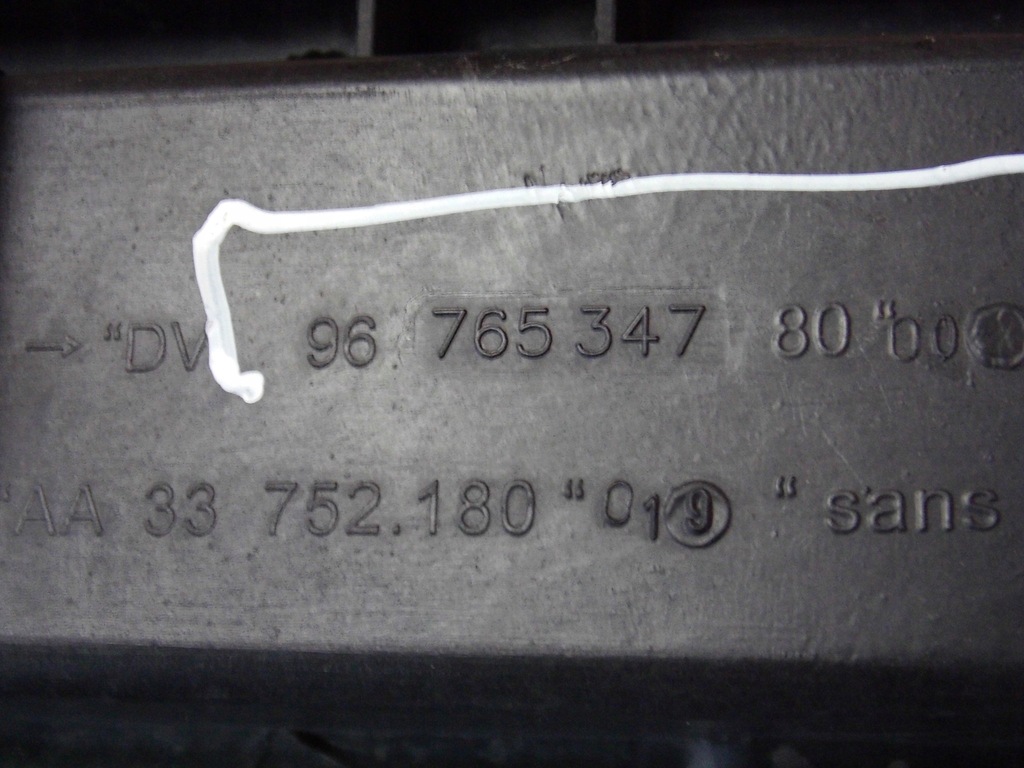 → "DV 96 765 347 80 "00
"AA 33 752.180 "019 " sans